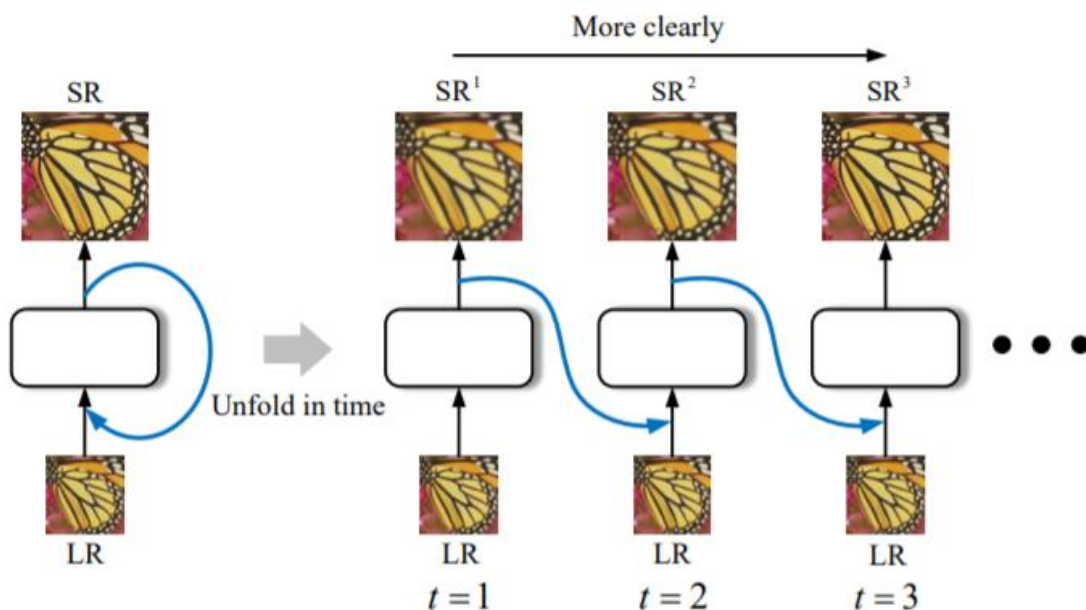 More clearly
SR
SR¹
SR²
SR³
Unfold in time
LR
LR
LR
LR
t = 1
t = 2
t = 3